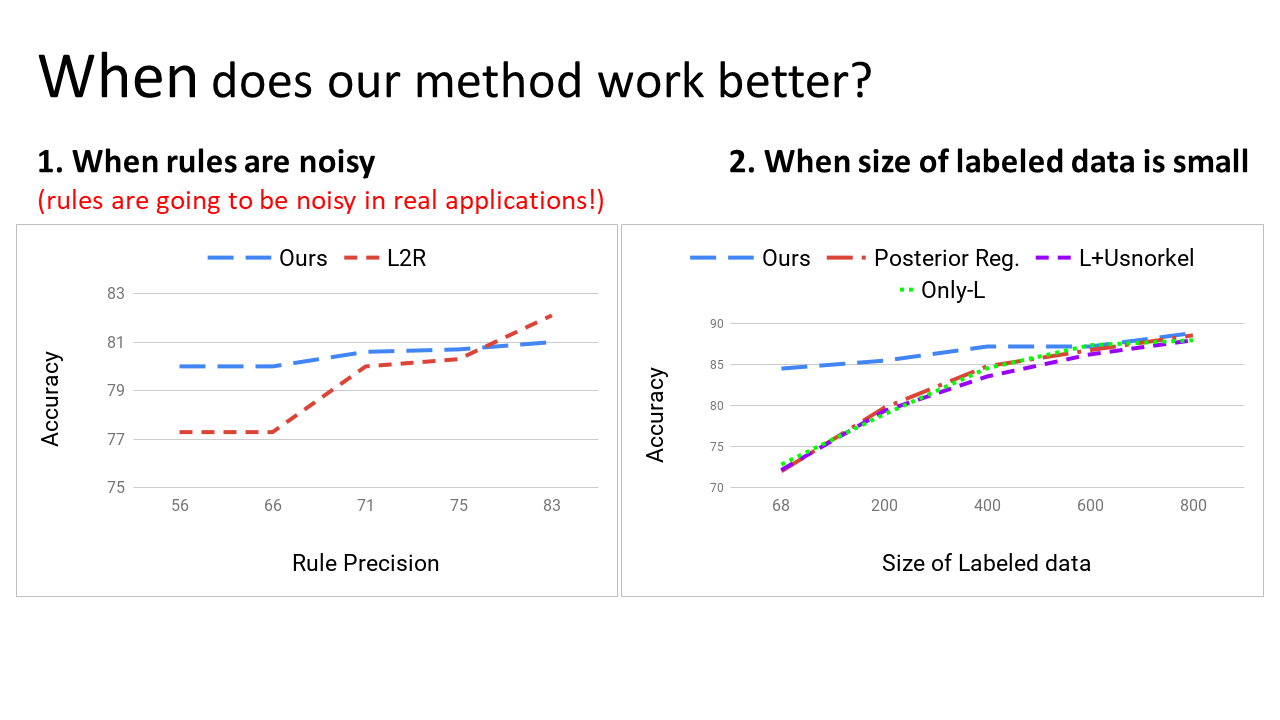 When does our method work better?
1. When rules are noisy
(rules are going to be noisy in real applications!)
2. When size of labeled data is small
Ours L2R
83
81
79
77
75
Accuracy
56 66 71 75 83
Rule Precision
Ours Posterior Reg. L+Usnorkel
Only-L
90
85
80
75
70
Accuracy
68 200 400 600 800
Size of Labeled data